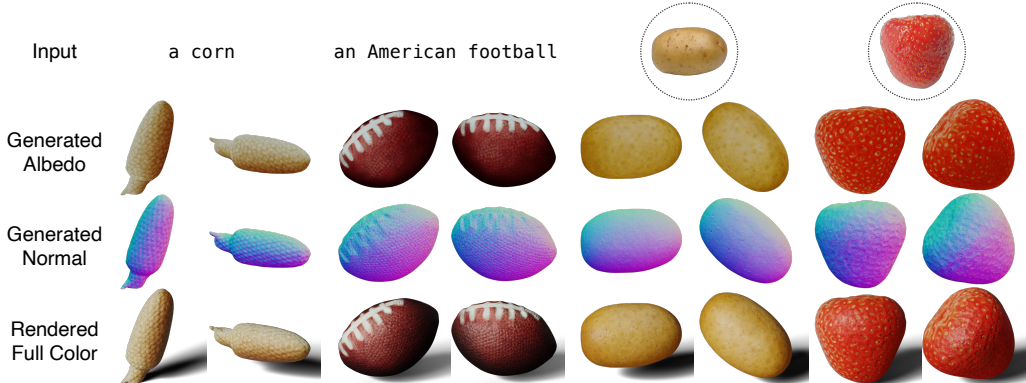 Input
a corn
an American football
Generated
Albedo
Generated
Normal
Rendered
Full Color